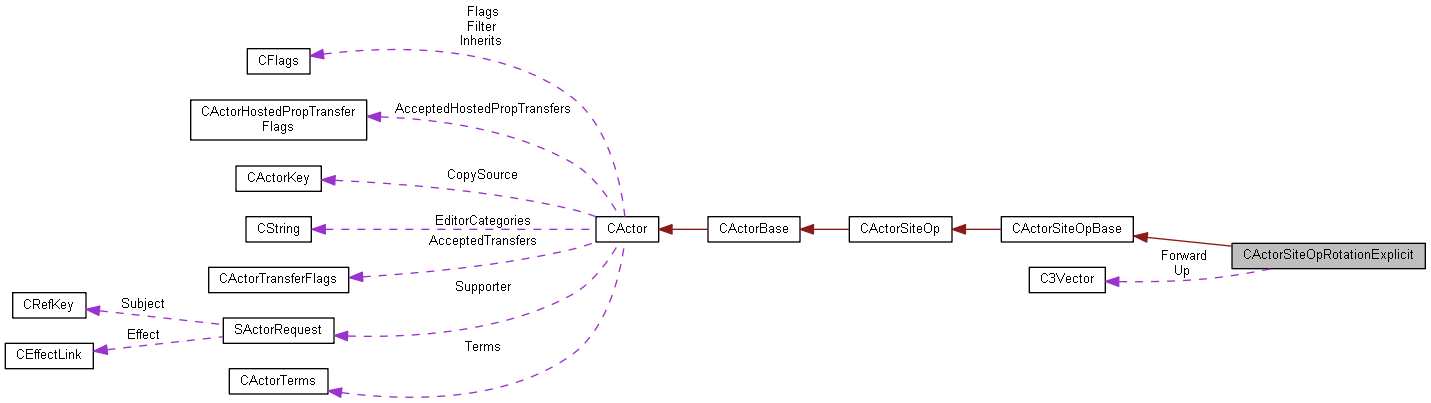 Flags
Filter
Inherits
CFlags
CActorHostedPropTransfer
Flags
AcceptedHostedPropTransfers
CActorKey
CopySource
CString
EditorCategories
AcceptedTransfers
CActor
CActorBase
CActorSiteOp
CActorSiteOpBase
CActorSiteOpRotationExplicit
Forward
Up
C3Vector
CActorTransferFlags
Supporter
CRefKey
Subject
SActorRequest
Effect
CEffectLink
Terms
CActorTerms